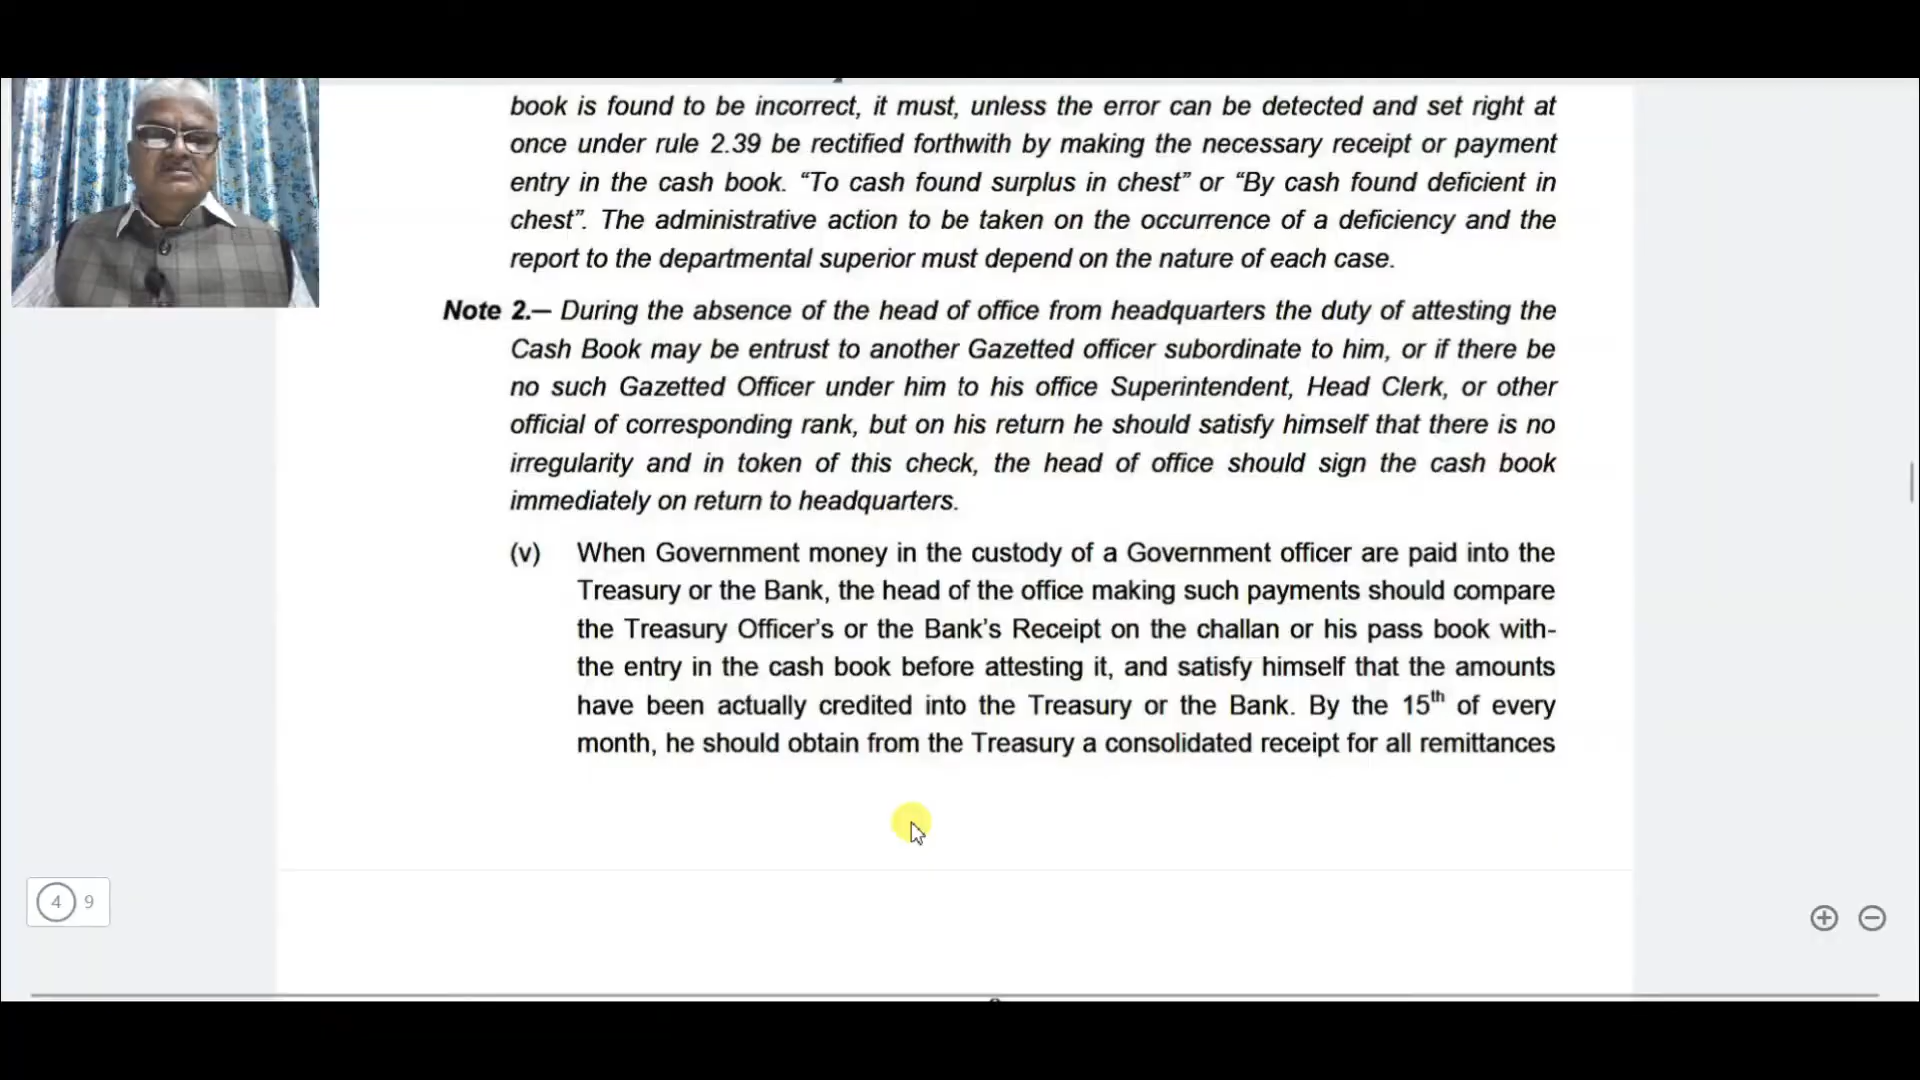 book is found to be incorrect, it must, unless the error can be detected and set right at
once under rule 2.39 be rectified forthwith by making the necessary receipt or payment
entry in the cash book. “To cash found surplus in chest” or “By cash found deficient in
chest”. The administrative action to be taken on the occurrence of a deficiency and the
report to the departmental superior must depend on the nature of each case.
Note 2.– During the absence of the head of office from headquarters the duty of attesting the
Cash Book may be entrust to another Gazetted officer subordinate to him, or if there be
no such Gazetted Officer under him to his office Superintendent, Head Clerk, or other
official of corresponding rank, but on his return he should satisfy himself that there is no
irregularity and in token of this check, the head of office should sign the cash book
immediately on return to headquarters.
(v) When Government money in the custody of a Government officer are paid into the
Treasury or the Bank, the head of the office making such payments should compare
the Treasury Officer’s or the Bank’s Receipt on the challan or his pass book with-
the entry in the cash book before attesting it, and satisfy himself that the amounts
have been actually credited into the Treasury or the Bank. By the 15th of every
month, he should obtain from the Treasury a consolidated receipt for all remittances
4 9